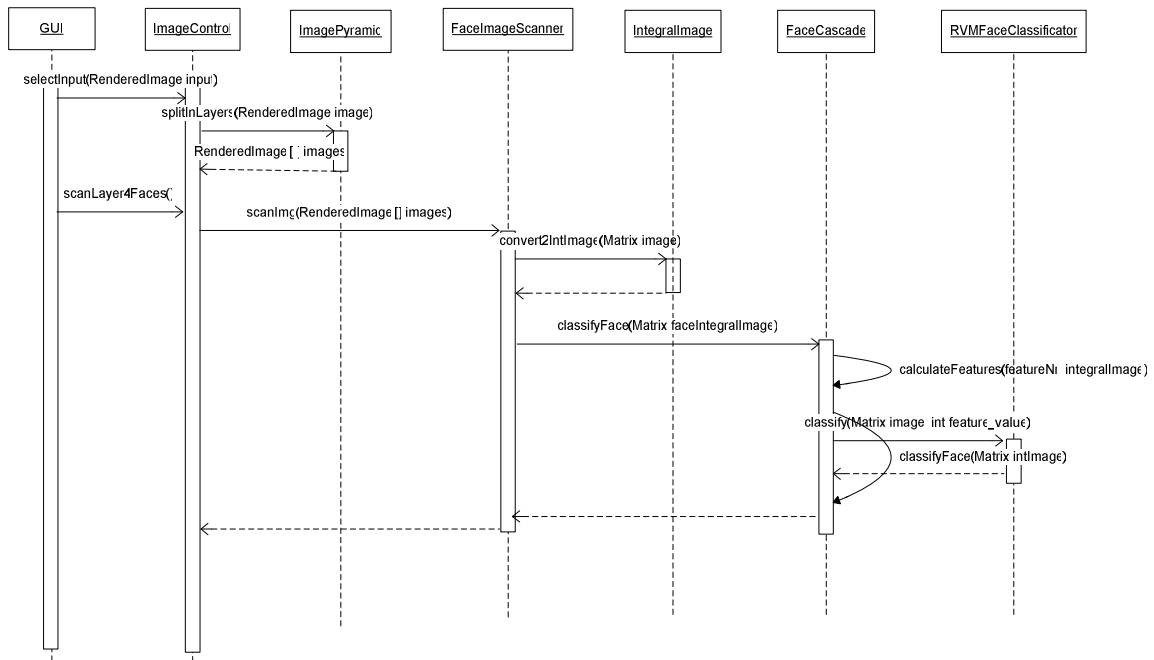 GUI
ImageControl
ImagePyramid
FaceImageScanner
IntegralImage
FaceCascade
RVMFaceClassificator
selectInput(RenderedImage input)
splitInLayers(RenderedImage image)
RenderedImage [ ] images
scanLayer4Faces()
scanImg(RenderedImage [] images)
convert2IntImage(Matrix image)
classifyFace(Matrix faceIntegralImage)
calculateFeatures(featureNr integralImage)
classify(Matrix image int feature_value)
classifyFace(Matrix intImage)